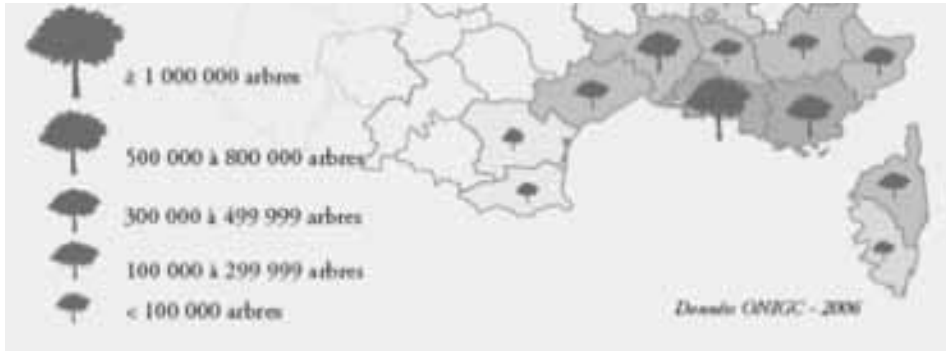 ≥ 1 000 000 arbres
500 000 à 800 000 arbres
300 000 à 499 999 arbres
100 000 à 299 999 arbres
< 100 000 arbres
Données ONIGC - 2006